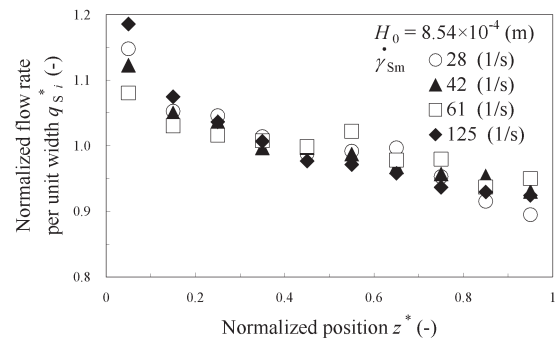 1.2
1.1
1.0
0.9
0.8
0
0.2
0.4
0.6
0.8
1
Normalized flow rate
per unit width q*S i (-)
Normalized position z* (-)
H0 = 8.54×10-4 (m)
γ̇Sm
28 (1/s)
42 (1/s)
61 (1/s)
125 (1/s)